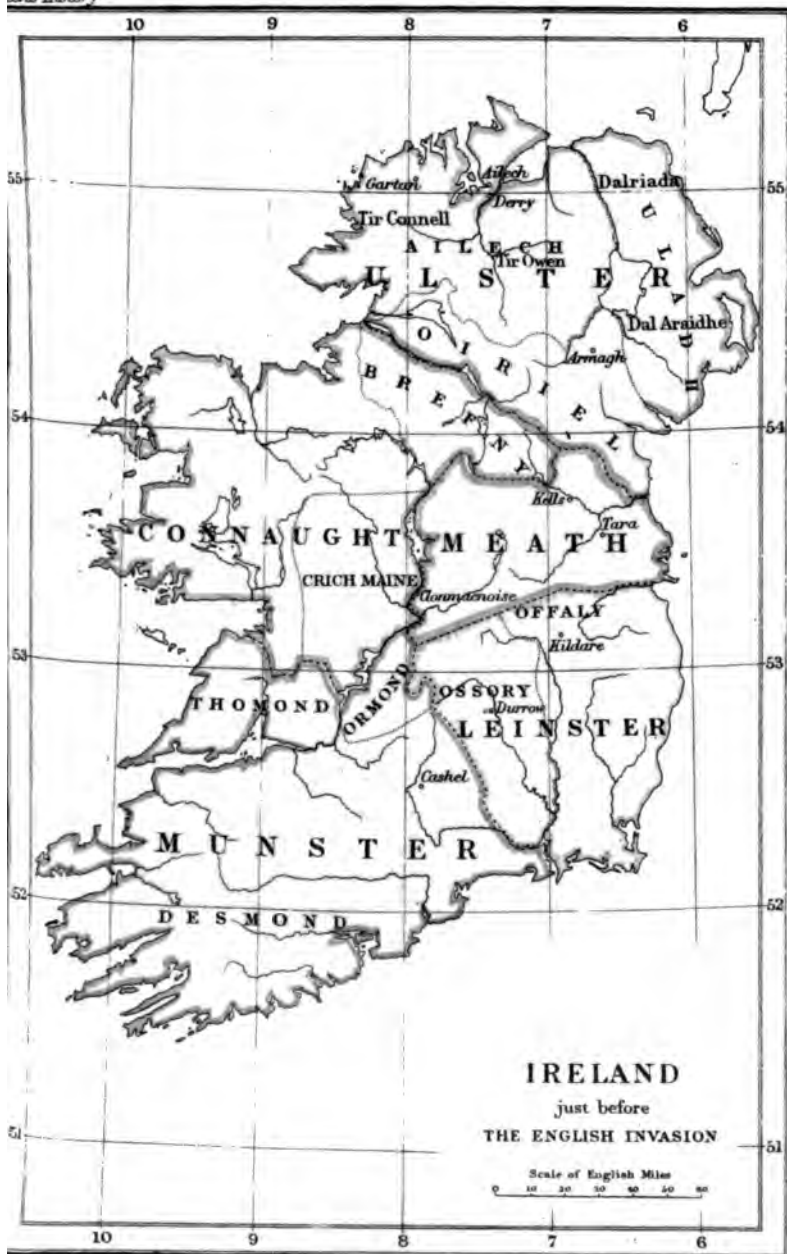 10 9 8 7 6
55 55
Ailech
Gartan
Derry
Dalriada
Tir Connell
AILECH
Tir Owen
ULSTER
ULADH
Dal Araidhe
OIRIEL
Armagh
BREFNY
54 54
Kells
Tara
CONNAUGHT
MEATH
CRICH MAINE
Clonmacnoise
OFFALY
Kildare
53 53
THOMOND
ORMOND
OSSORY
Durrow
LEINSTER
Cashel
MUNSTER
52 52
DESMOND
IRELAND
just before
THE ENGLISH INVASION
51 51
Scale of English Miles
0 10 20 30 40 50 60
10 9 8 7 6